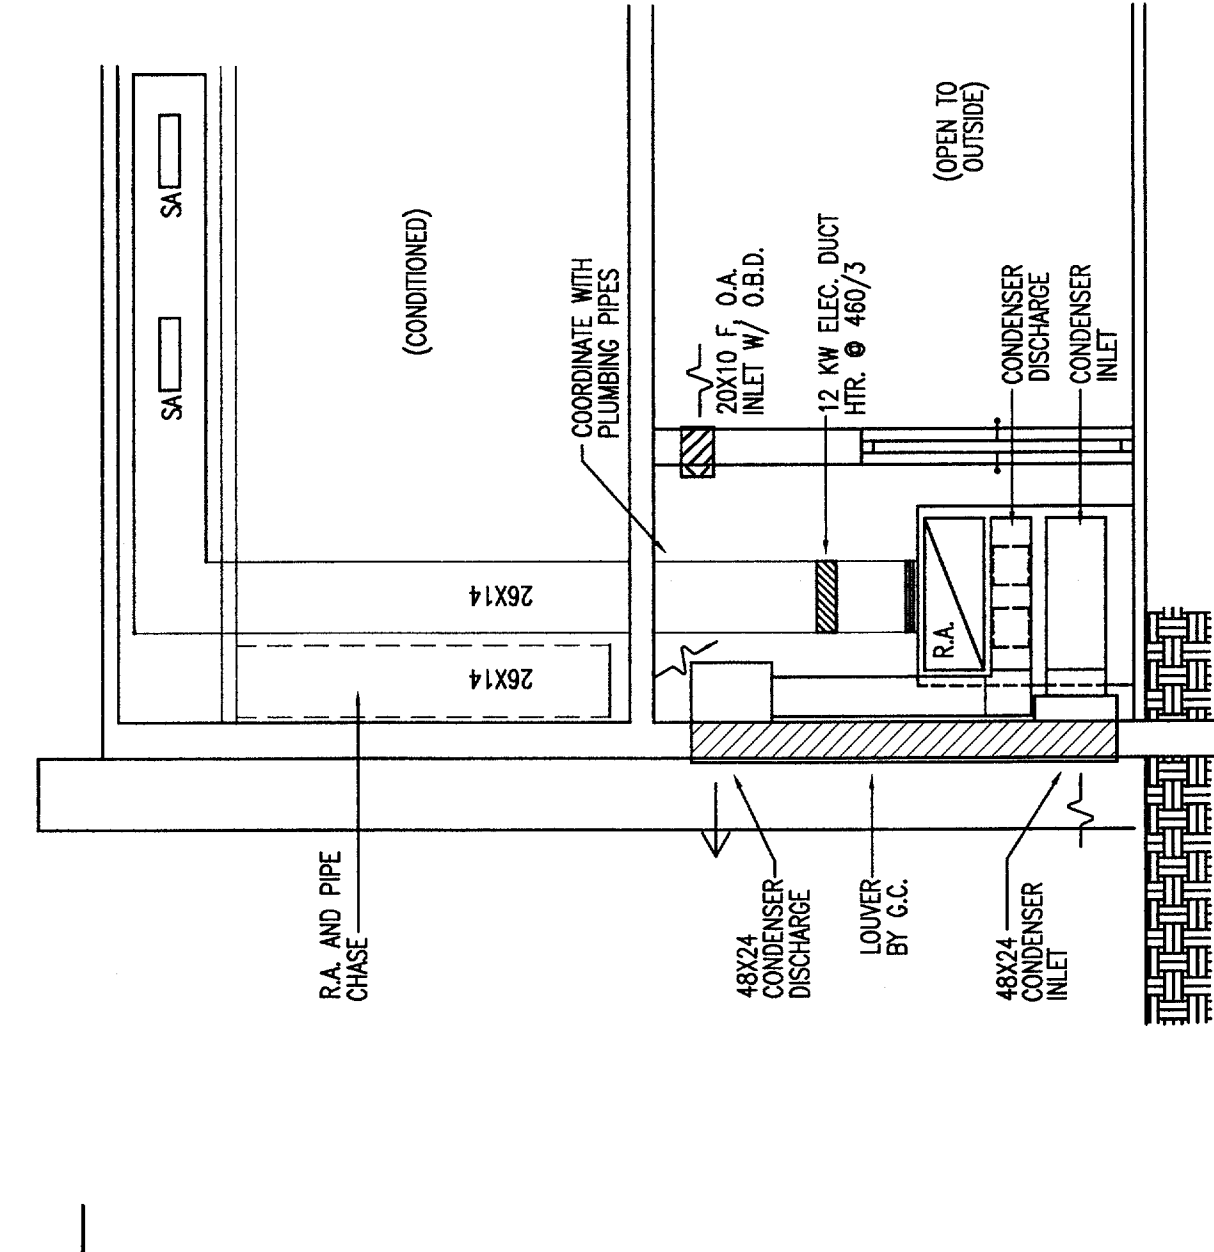 SA
SA
(CONDITIONED)
COORDINATE WITH
PLUMBING PIPES
(OPEN TO
OUTSIDE)
20X10 F, O.A.
INLET W/ O.B.D.
12 KW ELEC. DUCT
HTR. @ 460/3
CONDENSER
DISCHARGE
CONDENSER
INLET
26X14
26X14
R.A.
R.A. AND PIPE
CHASE
48X24
CONDENSER
DISCHARGE
LOUVER
BY G.C.
48X24
CONDENSER
INLET